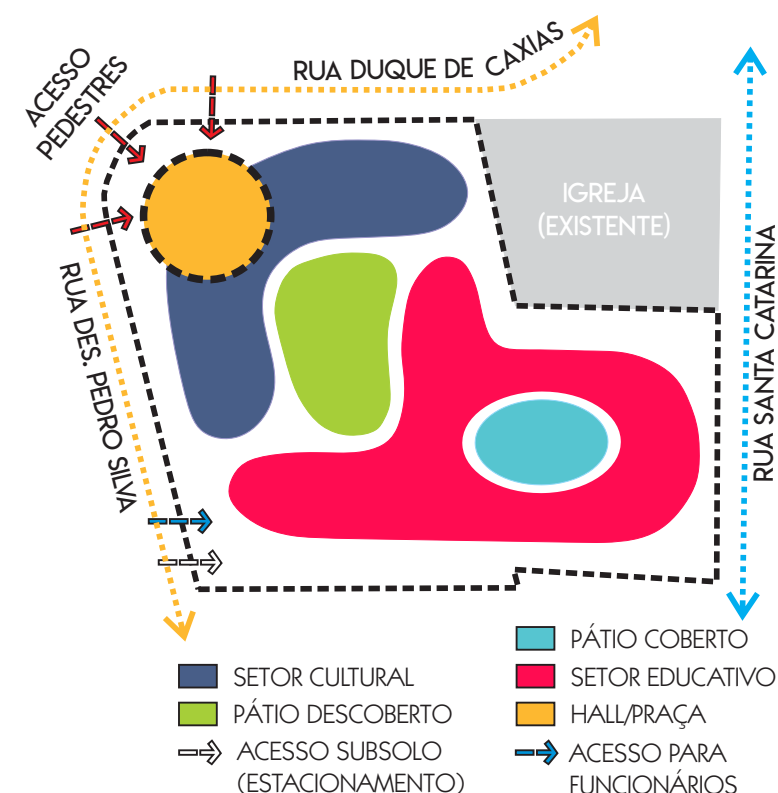 RUA DUQUE DE CAXIAS
ACESSO
PEDESTRES
IGREJA
(EXISTENTE)
RUA SANTA CATARINA
RUA DES. PEDRO SILVA
SETOR CULTURAL
PÁTIO DESCOBERTO
ACESSO SUBSOLO
(ESTACIONAMENTO)
PÁTIO COBERTO
SETOR EDUCATIVO
HALL/PRAÇA
ACESSO PARA
FUNCIONÁRIOS